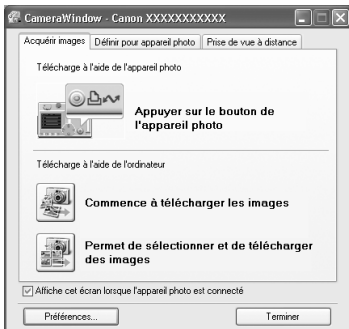 CameraWindow - Canon XXXXXXXXXXX
Acquérir images Définir pour appareil photo Prise de vue à distance
Télécharge à l'aide de l'appareil photo
Appuyer sur le bouton de
l'appareil photo
Télécharge à l'aide de l'ordinateur
Commence à télécharger les images
Permet de sélectionner et de télécharger
des images
Affiche cet écran lorsque l'appareil photo est connecté
Préférences... Terminer